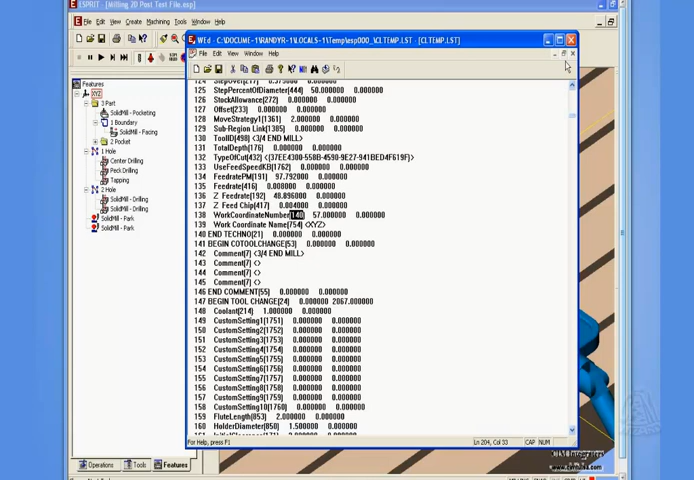 ESPRIT - [Milling 2D Post Test File.esp]
File Edit View Create Machining Tools Window Help
WEd - C:\DOCUME~1\RANDYR~1\LOCALS~1\Temp\esp000_\CLTEMP.LST - [CLTEMP.LST]
File Edit View Window Help
Features
XYZ
3 Part
SolidMill - Pocketing
1 Boundary
SolidMill - Facing
2 Pocket
1 Hole
Center Drilling
Peck Drilling
Tapping
2 Hole
SolidMill - Drilling
SolidMill - Drilling
SolidMill - Park
SolidMill - Park
125 StepPercentOfDiameter(444) 50.000000 0.000000
126 StockAllowance(272) 0.000000 0.000000
127 Offset(233) 0.000000 0.000000
128 MoveStrategy1(1361) 2.000000 0.000000
129 Sub-Region Link(1385) 0.000000 0.000000
130 ToolID(498) <3/4 END MILL>
131 TotalDepth(176) 0.000000 0.000000
132 TypeOfCut(432) <{37EE4300-558B-4590-9E27-941BED4F619F}>
133 UseFeedSpeedKB(1762) 0.000000 0.000000
134 FeedratePM(191) 97.792000 0.000000
135 Feedrate(416) 0.008000 0.000000
136 Z Feedrate(192) 48.896000 0.000000
137 Z Feed Chip(417) 0.004000 0.000000
138 WorkCoordinateNumber(148) 57.000000 0.000000
139 Work Coordinate Name(754) <XYZ>
140 END TECHNO(21) 0.000000 0.000000
141 BEGIN COTOOLCHANGE(53) 0.000000 0.000000
142 Comment(7) <3/4 END MILL>
143 Comment(7) <>
144 Comment(7) <>
145 Comment(7) <>
146 END COMMENT(55) 0.000000 0.000000
147 BEGIN TOOL CHANGE(24) 0.000000 2067.000000
148 Coolant(214) 1.000000 0.000000
149 CustomSetting1(1751) 0.000000 0.000000
150 CustomSetting2(1752) 0.000000 0.000000
151 CustomSetting3(1753) 0.000000 0.000000
152 CustomSetting4(1754) 0.000000 0.000000
153 CustomSetting5(1755) 0.000000 0.000000
154 CustomSetting6(1756) 0.000000 0.000000
155 CustomSetting7(1757) 0.000000 0.000000
156 CustomSetting8(1758) 0.000000 0.000000
157 CustomSetting9(1759) 0.000000 0.000000
158 CustomSetting10(1760) 0.000000 0.000000
159 FluteLength(853) 2.000000 0.000000
160 HolderDiameter(850) 1.500000 0.000000
For Help, press F1
Ln 204, Col 33
CAP NUM
Operations Tools Features